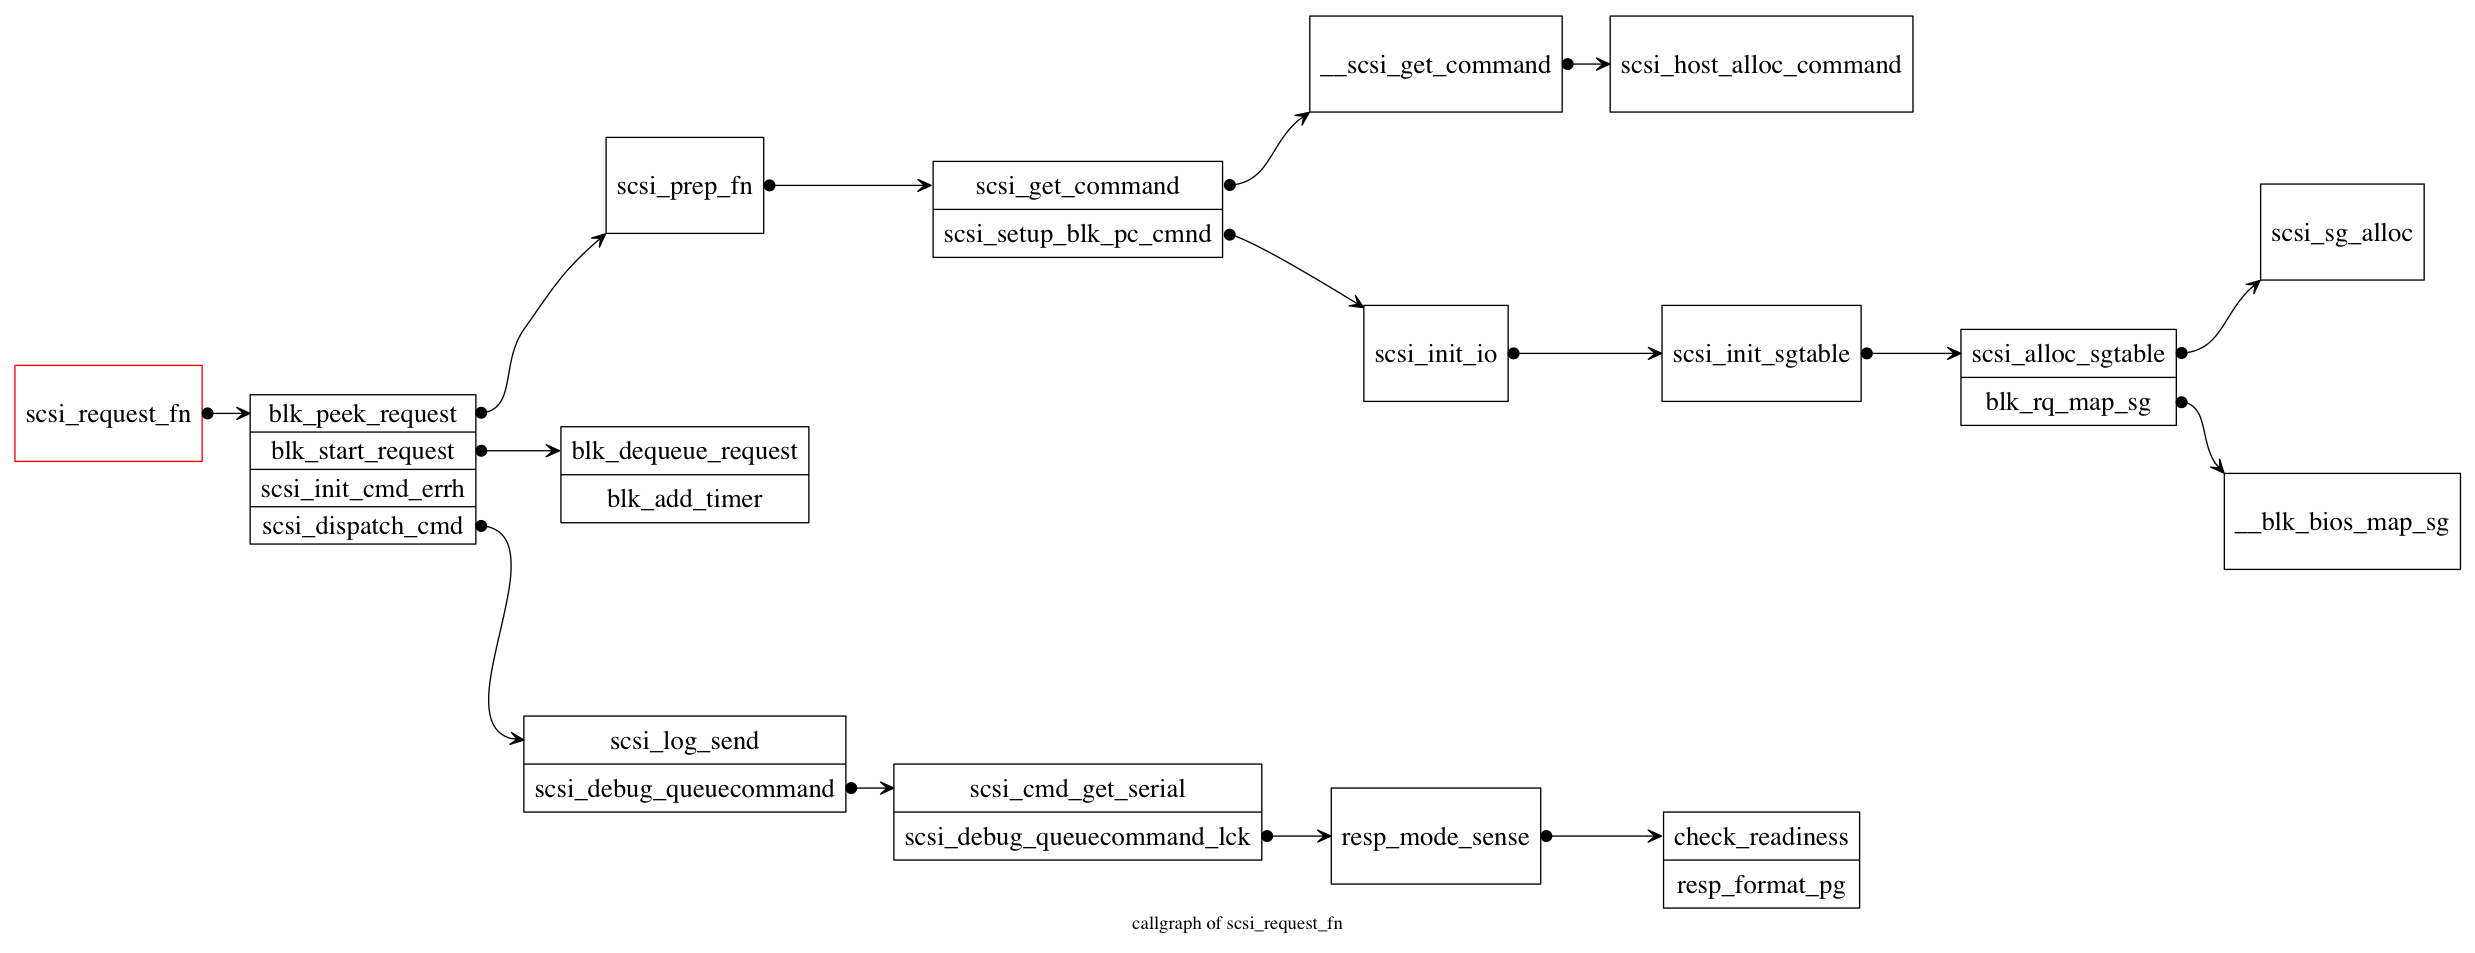 scsi_request_fn
blk_peek_request
blk_start_request
scsi_init_cmd_errh
scsi_dispatch_cmd
scsi_prep_fn
blk_dequeue_request
blk_add_timer
scsi_get_command
scsi_setup_blk_pc_cmnd
__scsi_get_command
scsi_host_alloc_command
scsi_init_io
scsi_init_sgtable
scsi_alloc_sgtable
blk_rq_map_sg
scsi_sg_alloc
__blk_bios_map_sg
scsi_log_send
scsi_debug_queuecommand
scsi_cmd_get_serial
scsi_debug_queuecommand_lck
resp_mode_sense
check_readiness
resp_format_pg
callgraph of scsi_request_fn